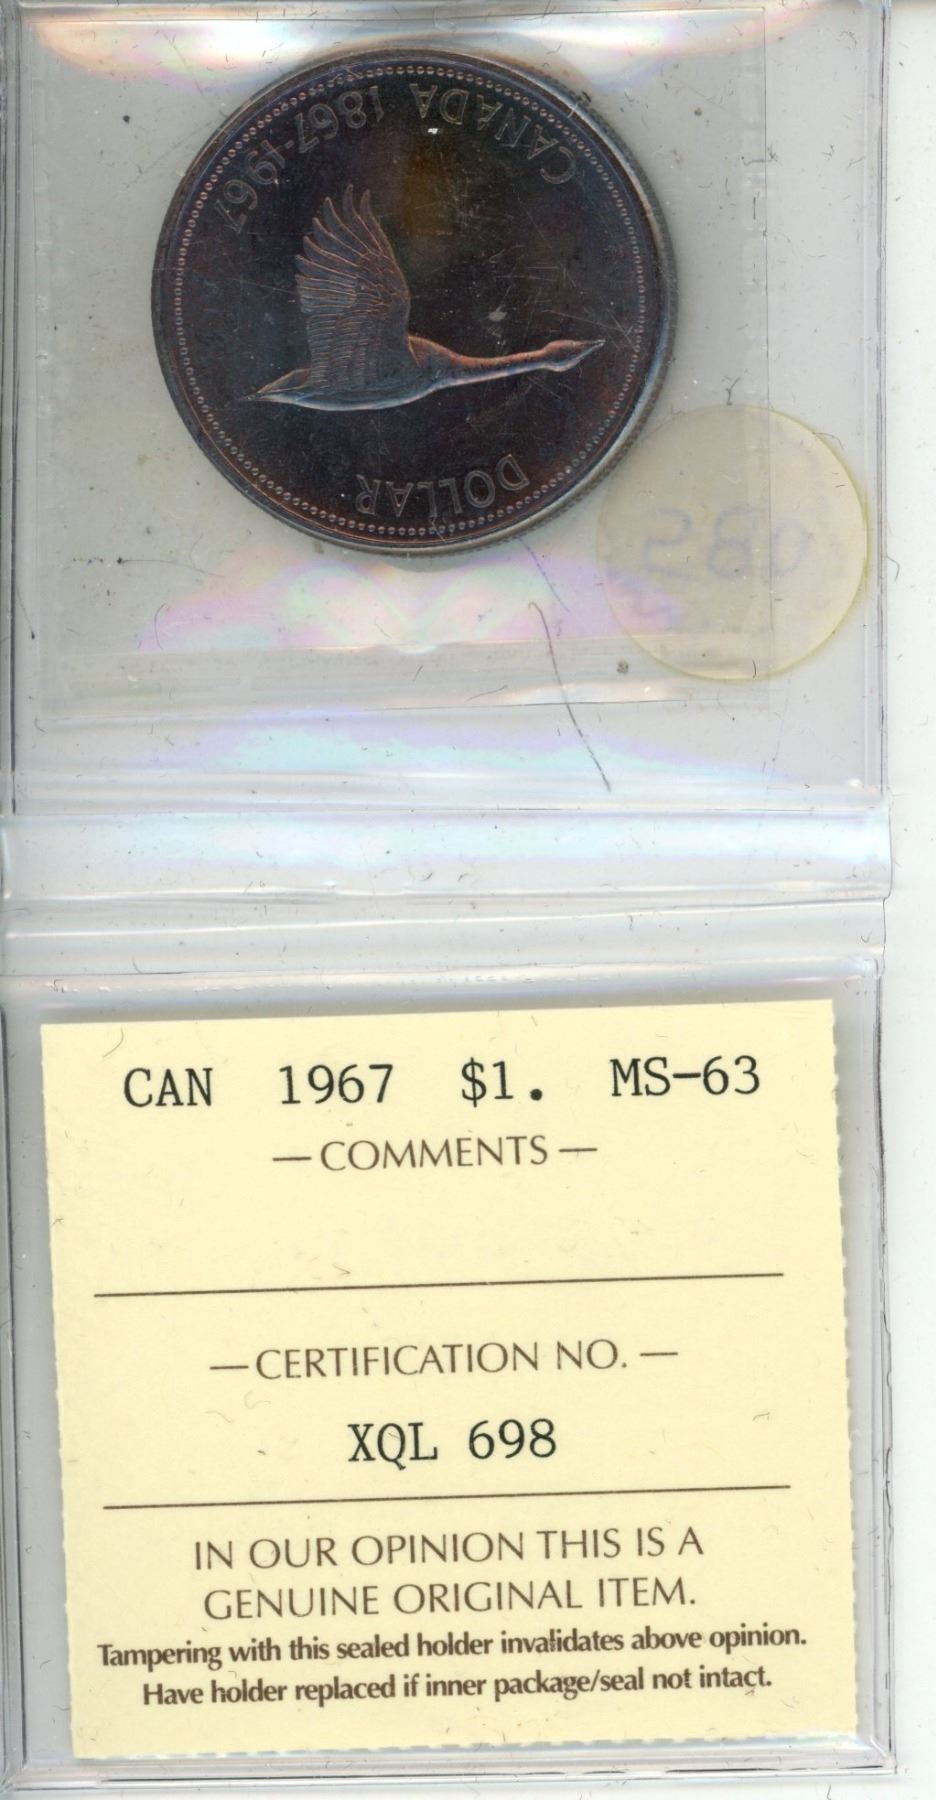 CANADA 1867-1967
DOLLAR
CAN 1967 $1. MS-63
— COMMENTS —
— CERTIFICATION NO. —
XQL 698
IN OUR OPINION THIS IS A
GENUINE ORIGINAL ITEM.
Tampering with this sealed holder invalidates above opinion.
Have holder replaced if inner package/seal not intact.